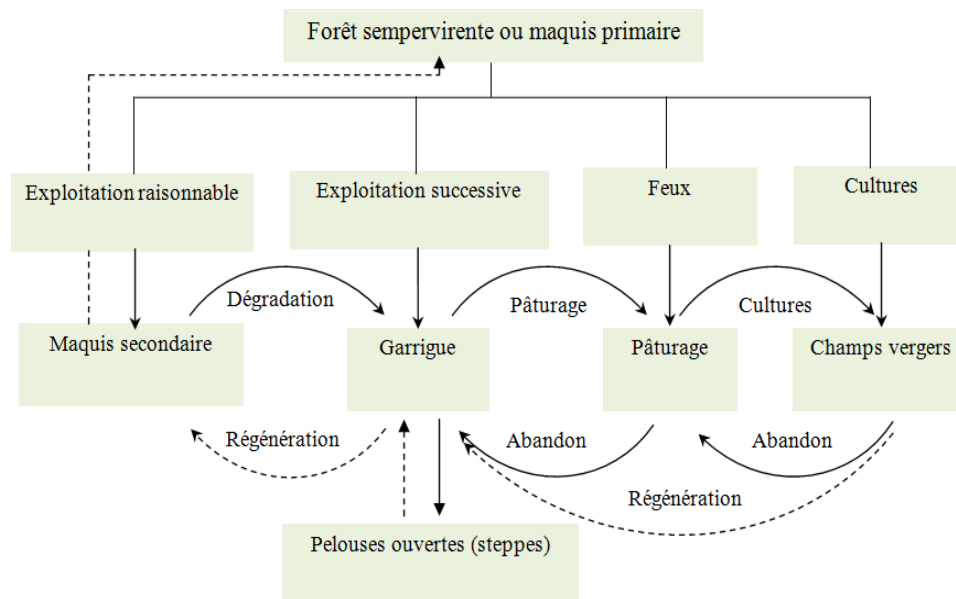 Forêt sempervirente ou maquis primaire
Exploitation raisonnable
Exploitation successive
Feux
Cultures
Dégradation
Pâturage
Cultures
Maquis secondaire
Garrigue
Pâturage
Champs vergers
Régénération
Abandon
Abandon
Régénération
Pelouses ouvertes (steppes)